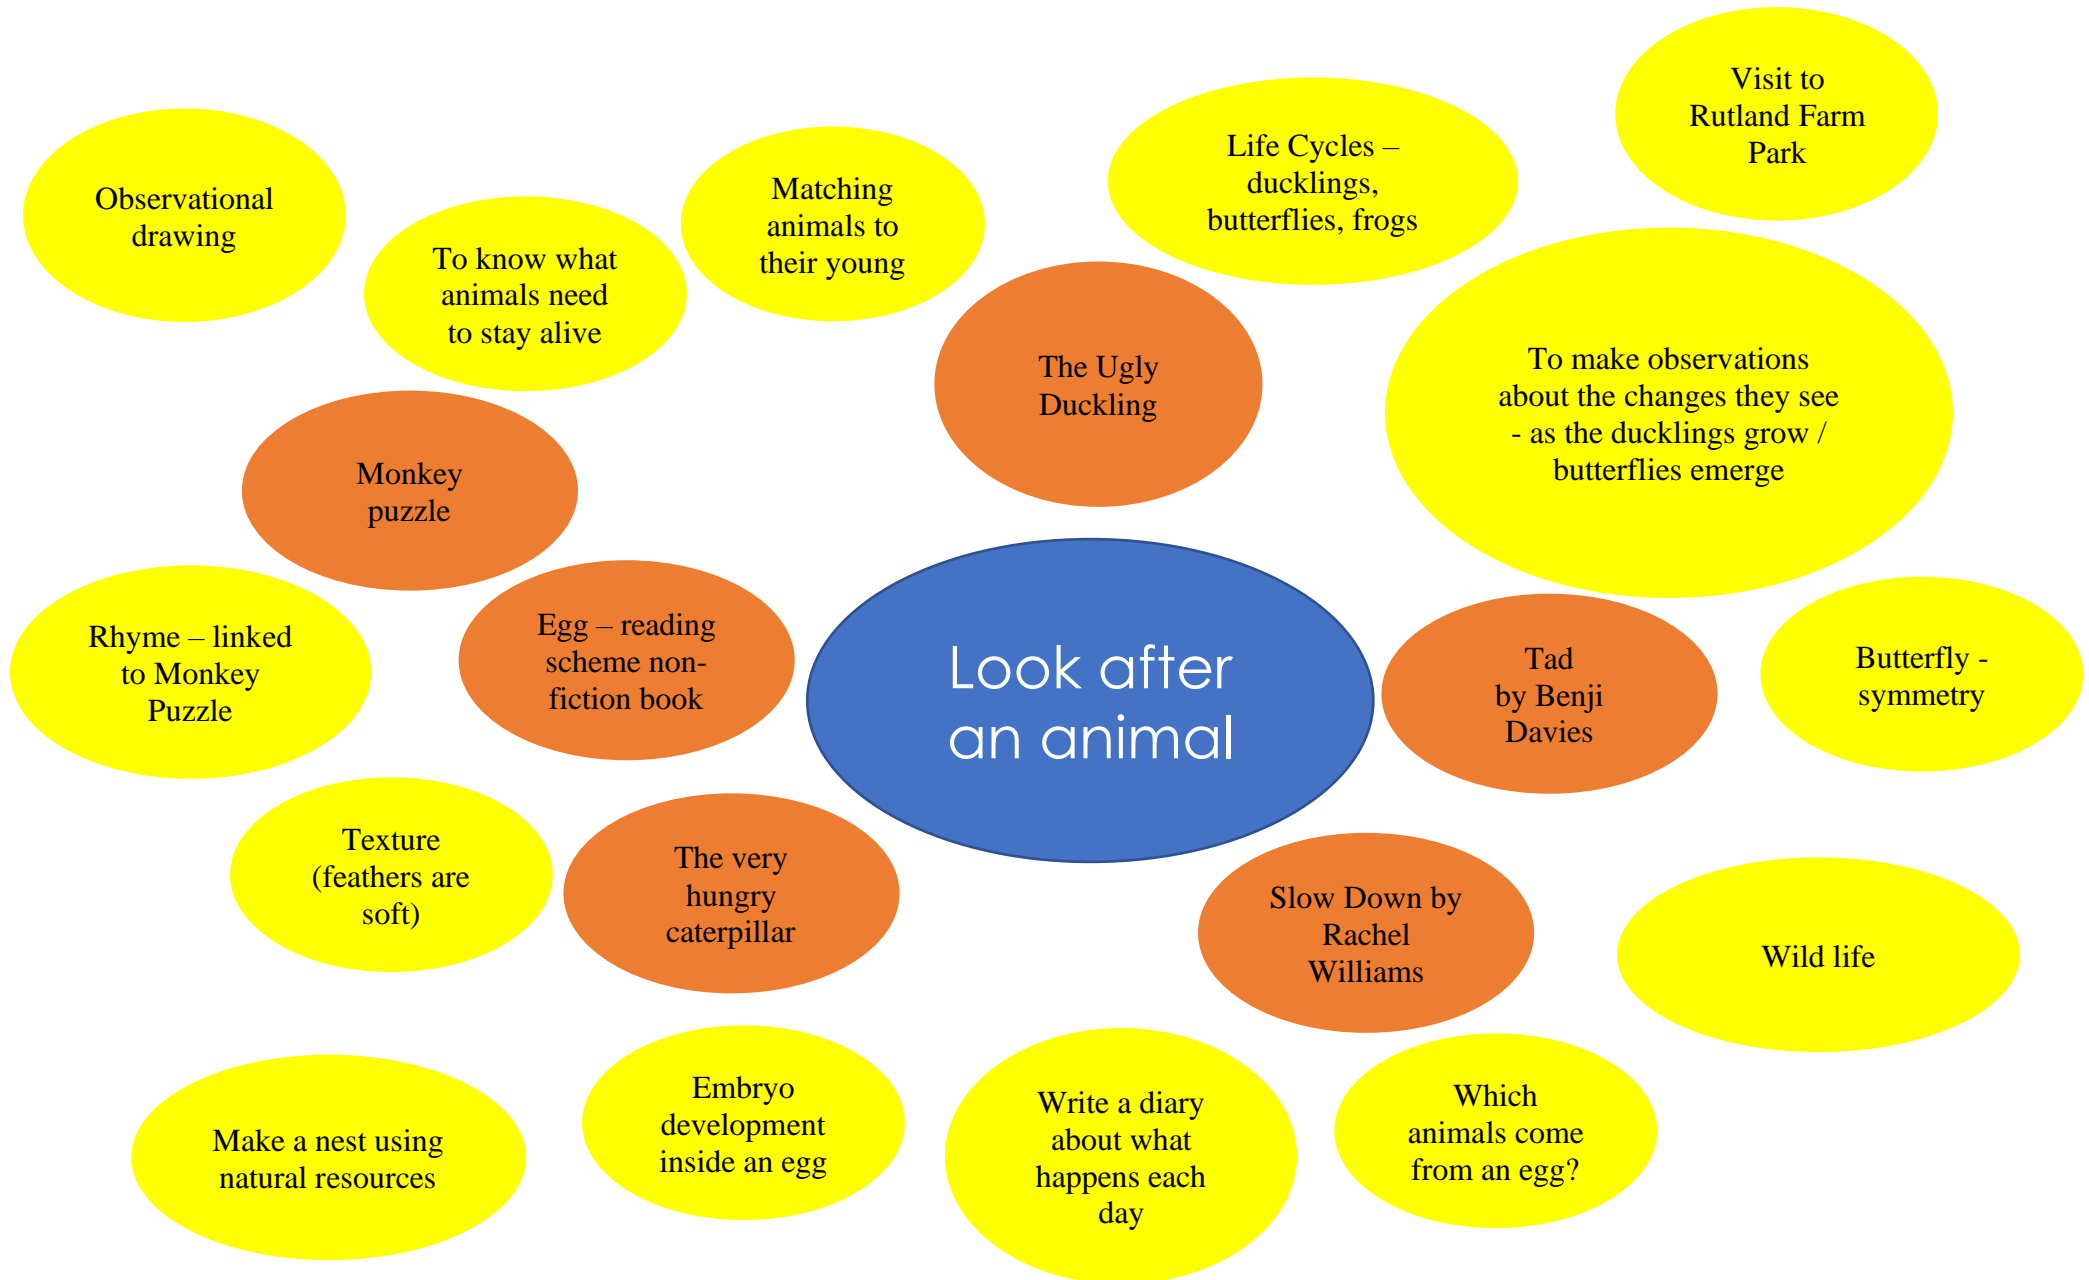 Visit to
Rutland Farm
Park
Life Cycles –
ducklings,
butterflies, frogs
Matching
animals to
their young
Observational
drawing
To know what
animals need
to stay alive
The Ugly
Duckling
To make observations
about the changes they see
- as the ducklings grow /
butterflies emerge
Monkey
puzzle
Rhyme – linked
to Monkey
Puzzle
Egg – reading
scheme non-
fiction book
Look after
an animal
Tad
by Benji
Davies
Butterfly -
symmetry
Texture
(feathers are
soft)
The very
hungry
caterpillar
Slow Down by
Rachel
Williams
Wild life
Make a nest using
natural resources
Embryo
development
inside an egg
Write a diary
about what
happens each
day
Which
animals come
from an egg?